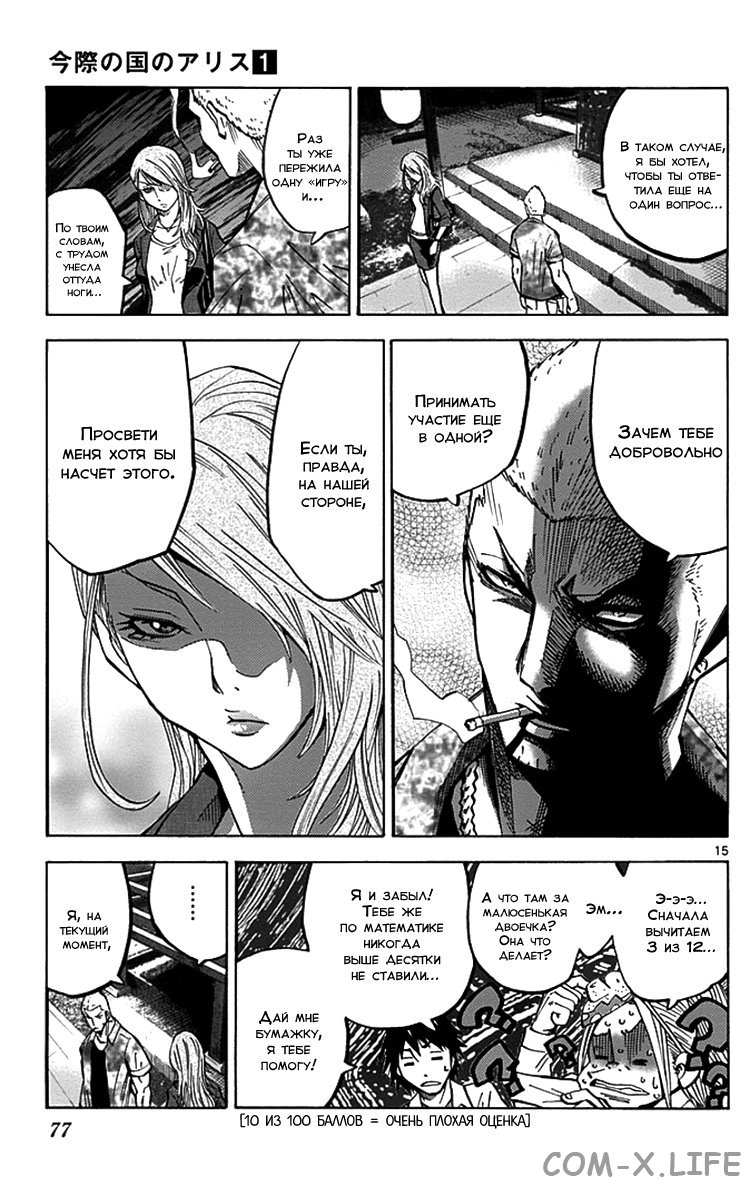 今際の国のアリス1
В таком случае,
я бы хотел,
чтобы ты отве-
тила еще на
один вопрос...
Раз
ты уже
пережила
одну «игру»
и...
По твоим
словам,
с трудом
унесла
оттуда
ноги...
Зачем тебе
добровольно
Принимать
участие еще
в одной?
Если ты,
правда,
на нашей
стороне,
Просвети
меня хотя бы
насчет этого.
15
Э-э-э...
Сначала
вычитаем
3 из 12...
Эм...
А что там за
малюсенькая
двоечка?
Она что
делает?
Я и забыл!
Тебе же
по математике
никогда
выше десятки
не ставили...
Дай мне
бумажку,
я тебе
помогу!
......
Я, на
текущий
момент,
[10 из 100 баллов = очень плохая оценка]
77
COM-X.LIFE